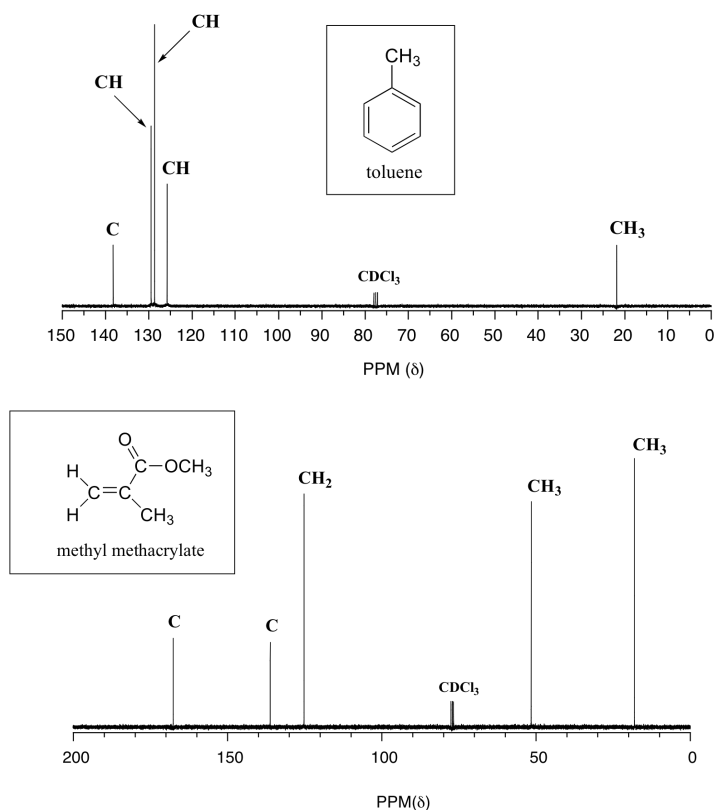 CH
CH
CH
C
CH₃
toluene
CDCl₃
CH₃
150 140 130 120 110 100 90 80 70 60 50 40 30 20 10 0
PPM (δ)
O
C–OCH₃
H
C=C
H
CH₃
methyl methacrylate
CH₃
CH₂
CH₃
C
C
CDCl₃
200 150 100 50 0
PPM(δ)